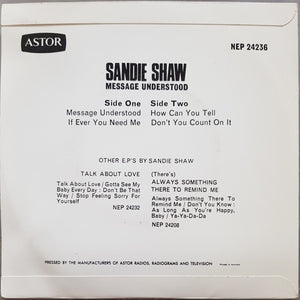 ASTOR
NEP 24236
SANDIE SHAW
MESSAGE UNDERSTOOD
Side One
Message Understood
If Ever You Need Me
Side Two
How Can You Tell
Don't You Count On It
OTHER E.P'S BY SANDIE SHAW
TALK ABOUT LOVE
Talk About Love / Gotta See My
Baby Every Day : Don't Be That
Way / Stop Feeling Sorry For
Yourself
NEP 24232
(There's)
ALWAYS SOMETHING
THERE TO REMIND ME
Always Something There To
Remind Me / Don't You Know :
As Long As You're Happy,
Baby / Ya-Ya-Da-Da
NEP 24208
PRESSED BY THE MANUFACTURERS OF ASTOR RADIOS, RADIOGRAMS AND TELEVISION